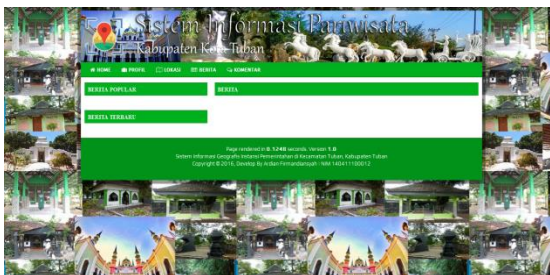 Sistem Informasi Pariwisata
Kabupaten Kota Tuban
HOME PROFIL LOKASI BERITA KOMENTAR
BERITA POPULAR
BERITA
BERITA TERBARU
Page rendered in 0.1248 seconds. Version 1.0
Sistem Informasi Geografis Instansi Pemerintahan di Kecamatan Tuban, Kabupaten Tuban
Copyright © 2016, Develop By Ardian Firmandiansyah | NIM 140411100012